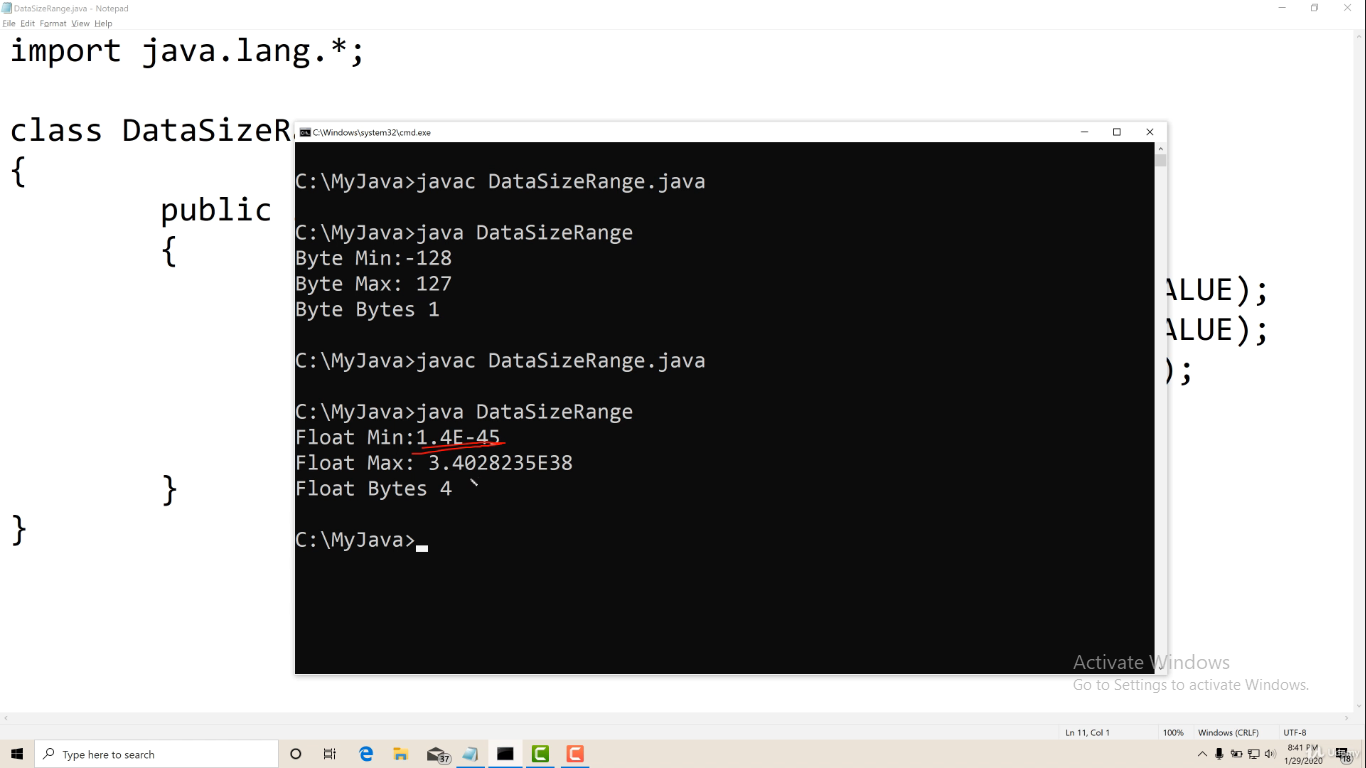 DataSizeRange.java - Notepad
File Edit Format View Help
import java.lang.*;
class DataSizeR
{
public
{
ALUE);
ALUE);
);
}
}
C:\Windows\system32\cmd.exe
C:\MyJava>javac DataSizeRange.java
C:\MyJava>java DataSizeRange
Byte Min:-128
Byte Max: 127
Byte Bytes 1
C:\MyJava>javac DataSizeRange.java
C:\MyJava>java DataSizeRange
Float Min:1.4E-45
Float Max: 3.4028235E38
Float Bytes 4
C:\MyJava>
Activate Windows
Go to Settings to activate Windows.
Ln 11, Col 1 100% Windows (CRLF) UTF-8
Type here to search
37
8:41 PM
1/29/2020
18